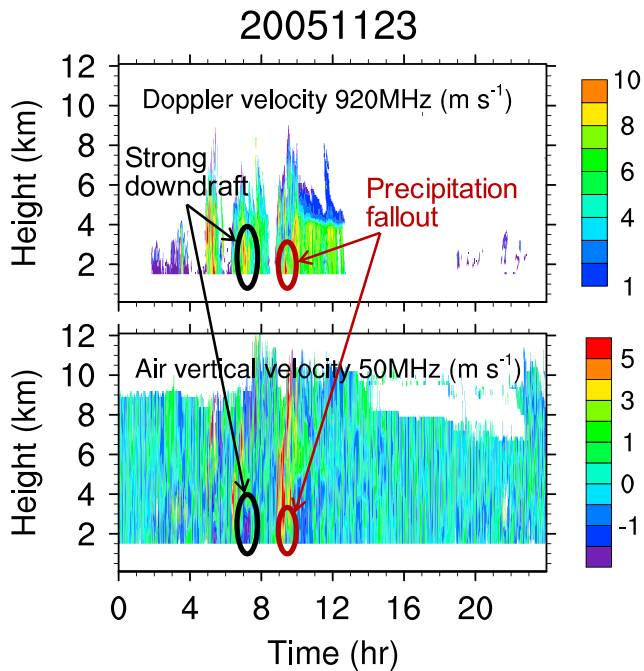 20051123
12
10
8
6
4
2
Height (km)
Doppler velocity 920MHz (m s-1)
Strong
downdraft
Precipitation
fallout
10
8
6
4
1
12
10
8
6
4
2
Height (km)
Air vertical velocity 50MHz (m s-1)
5
3
1
0
-1
0 4 8 12 16 20
Time (hr)